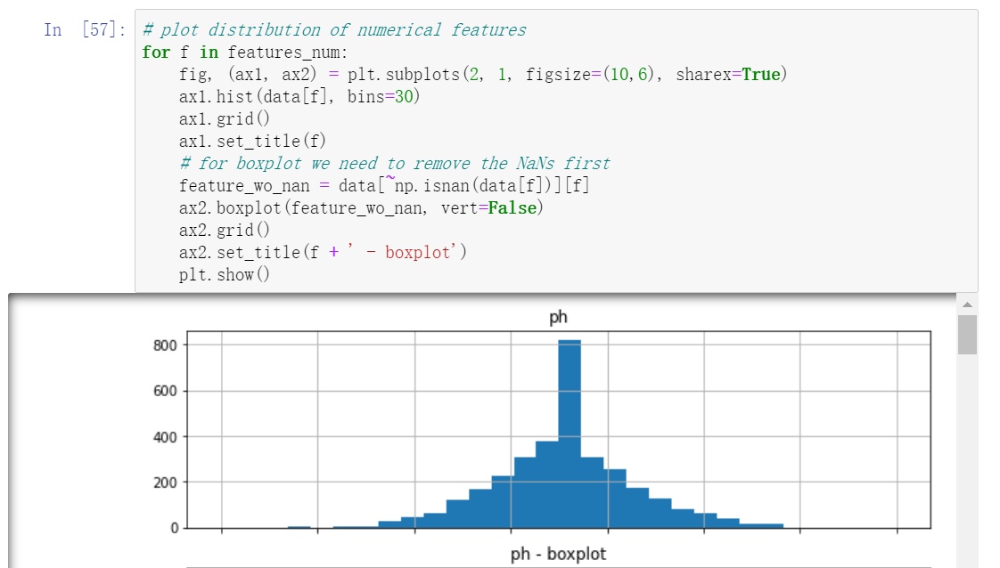 In [57]: # plot distribution of numerical features
for f in features_num:
    fig, (ax1, ax2) = plt.subplots(2, 1, figsize=(10,6), sharex=True)
    ax1.hist(data[f], bins=30)
    ax1.grid()
    ax1.set_title(f)
    # for boxplot we need to remove the NaNs first
    feature_wo_nan = data[~np.isnan(data[f])][f]
    ax2.boxplot(feature_wo_nan, vert=False)
    ax2.grid()
    ax2.set_title(f + ' - boxplot')
    plt.show()
ph
800
600
400
200
0
ph - boxplot